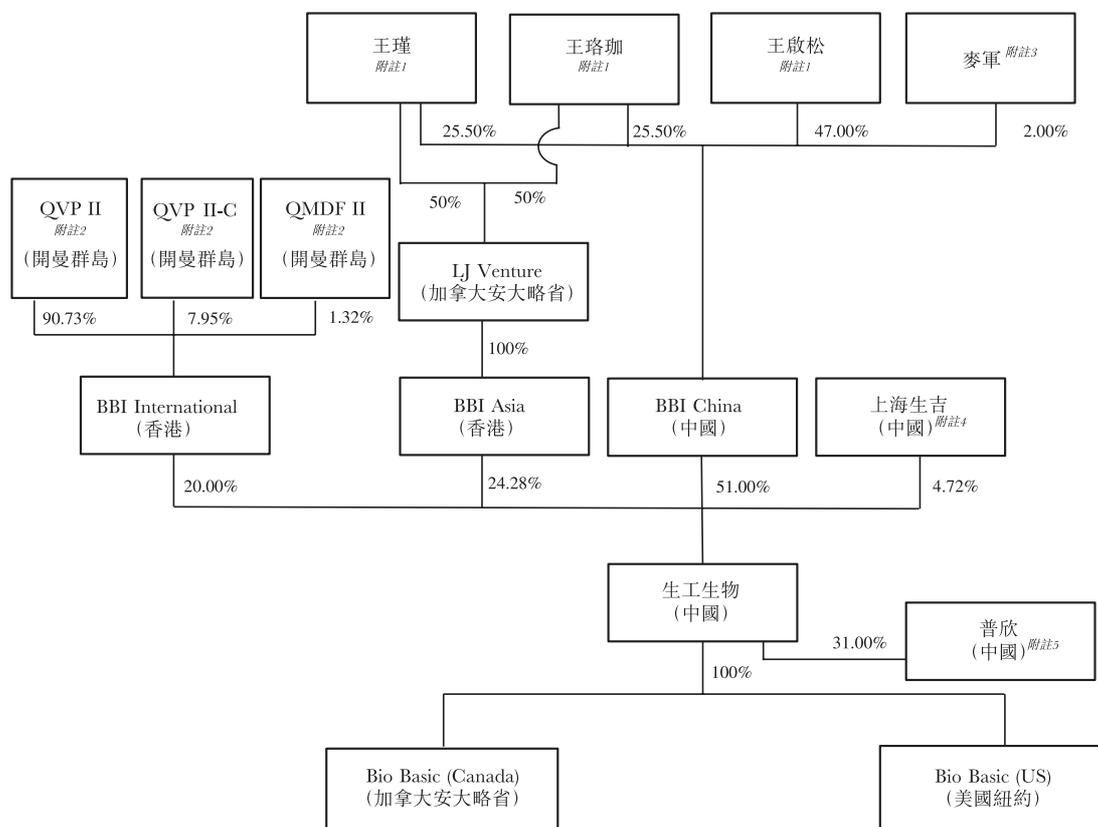 王瑾
附註1
王珞珈
附註1
王啟松
附註1
麥軍附註3
25.50%
25.50%
47.00%
2.00%
QVP II
附註2
(開曼群島)
QVP II-C
附註2
(開曼群島)
QMDF II
附註2
(開曼群島)
50%
50%
LJ Venture
(加拿大安大略省)
90.73%
7.95%
1.32%
100%
BBI International
(香港)
BBI Asia
(香港)
BBI China
(中國)
上海生吉
(中國)附註4
20.00%
24.28%
51.00%
4.72%
生工生物
(中國)
普欣
(中國)附註5
31.00%
100%
Bio Basic (Canada)
(加拿大安大略省)
Bio Basic (US)
(美國紐約)